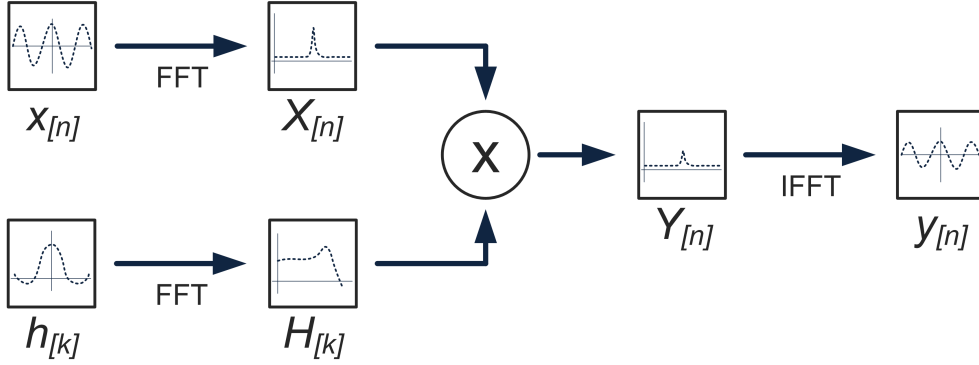 FFT
x[n]
X[n]
X
Y[n]
IFFT
y[n]
FFT
h[k]
H[k]